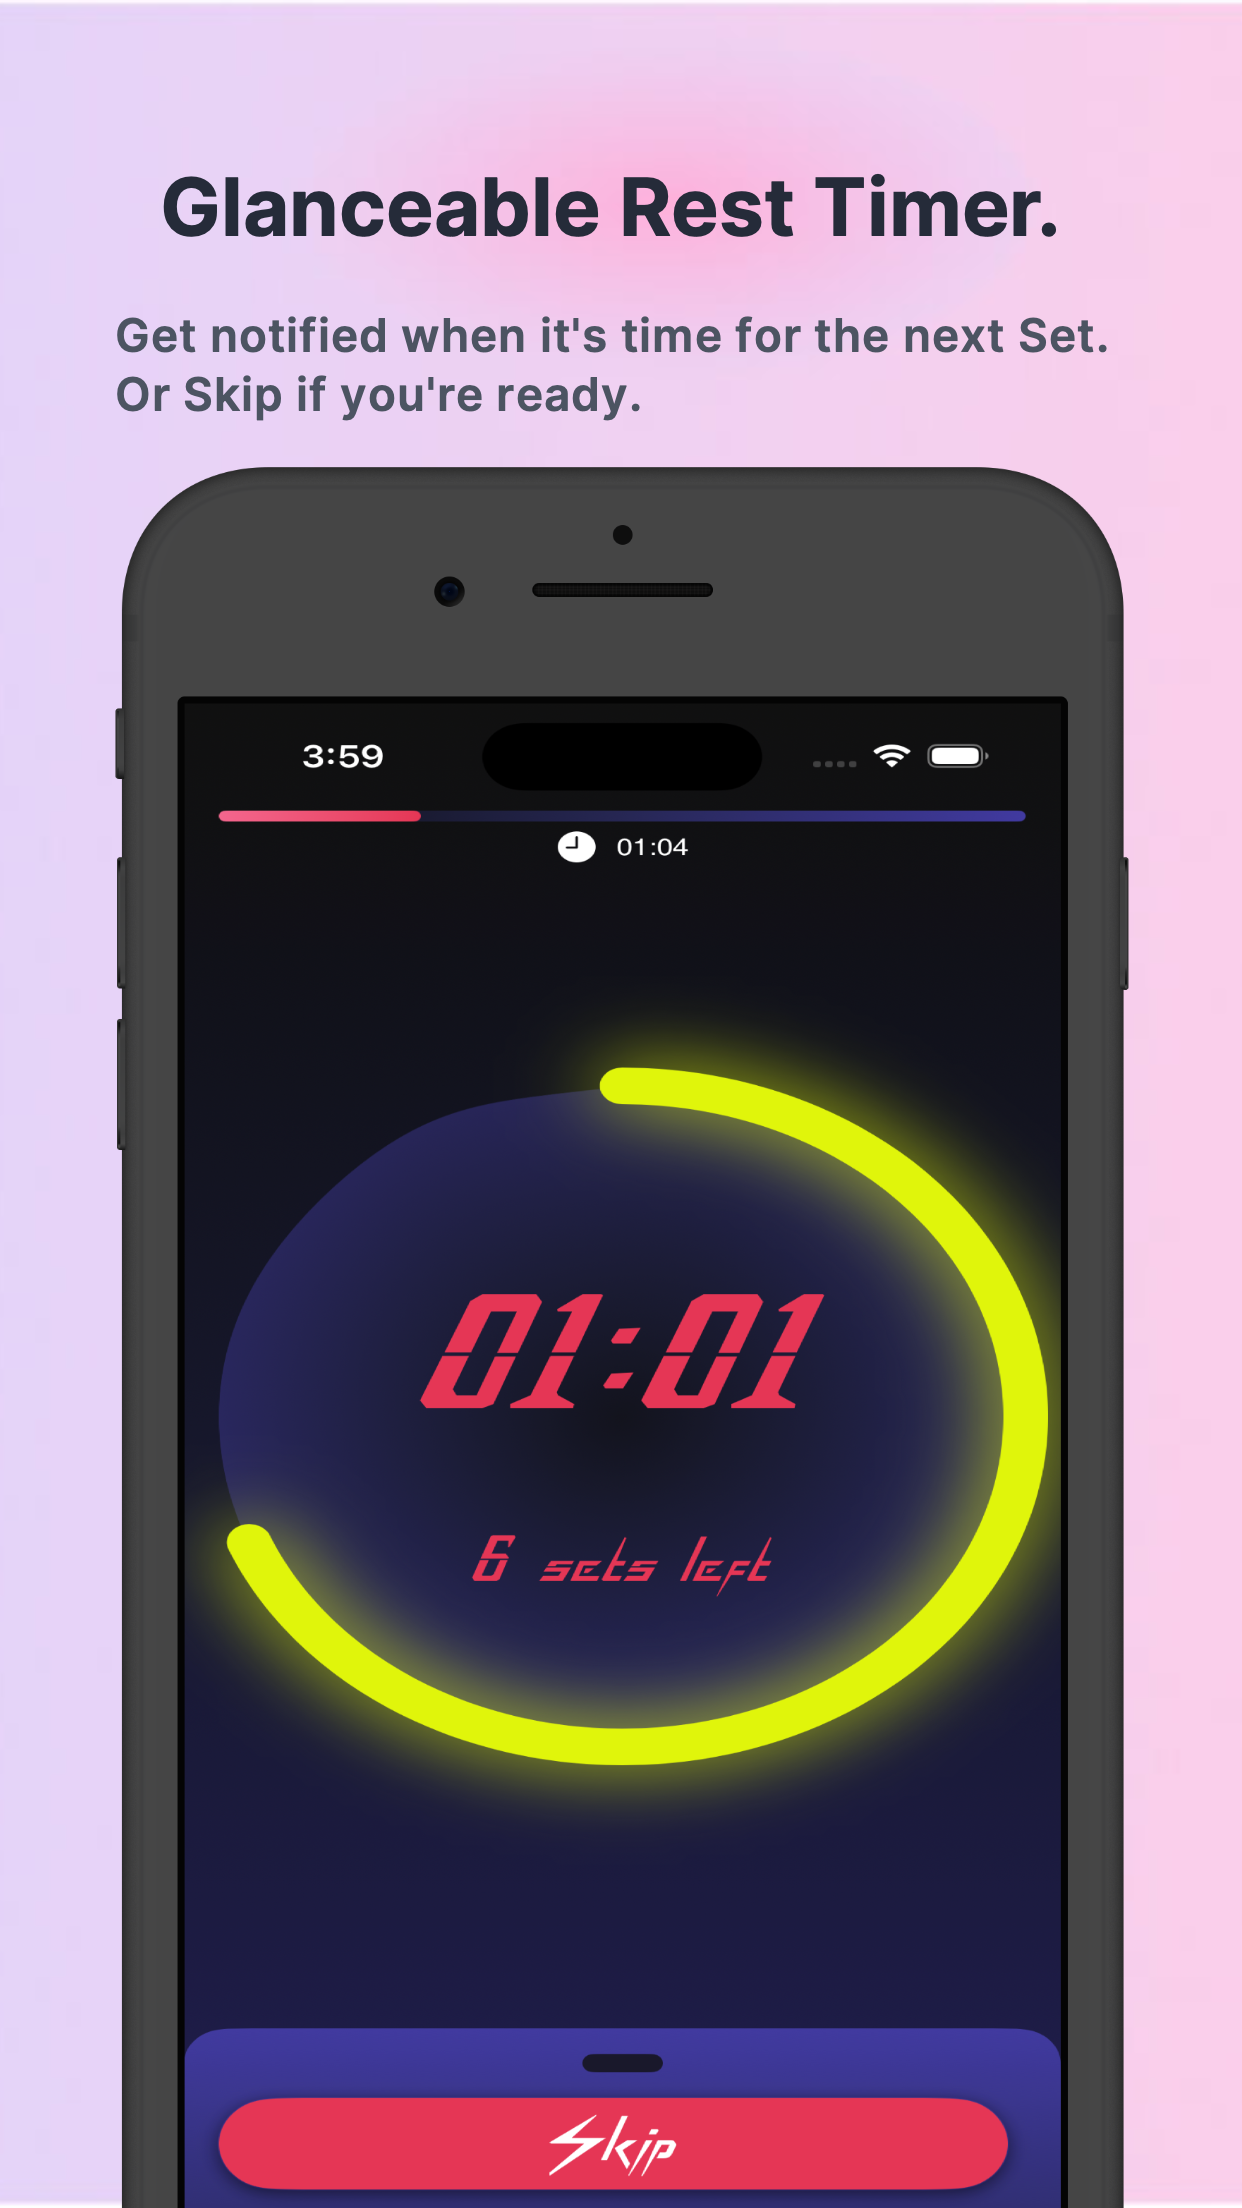 Glanceable Rest Timer.
Get notified when it's time for the next Set.
Or Skip if you're ready.
3:59
01:04
01:01
6 sets left
Skip